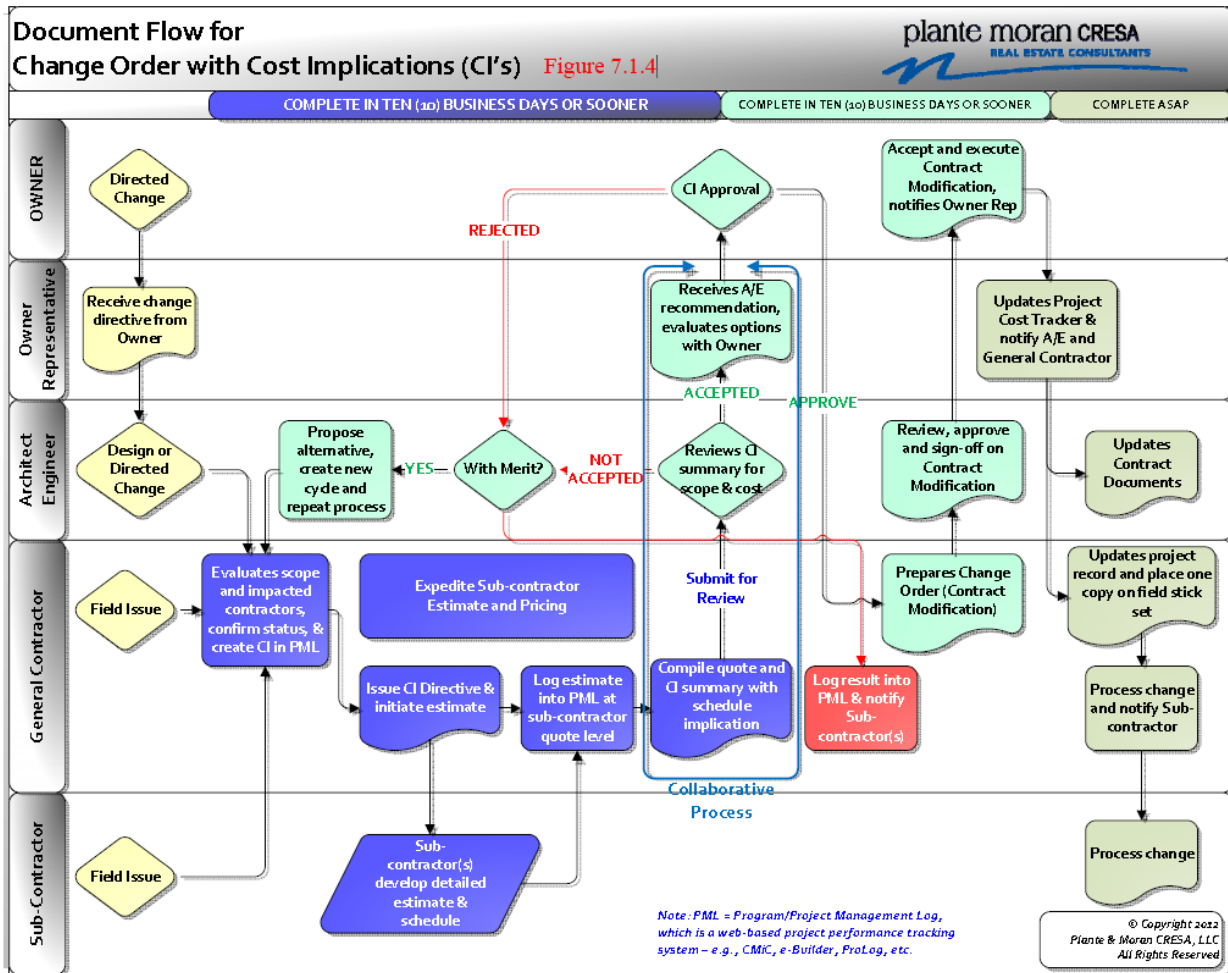 Document Flow for
Change Order with Cost Implications (CI's) Figure 7.1.4
plante moran CRESA
REAL ESTATE CONSULTANTS
COMPLETE IN TEN (10) BUSINESS DAYS OR SOONER
COMPLETE IN TEN (10) BUSINESS DAYS OR SOONER
COMPLETE ASAP
OWNER
Directed
Change
CI Approval
REJECTED
Accept and execute
Contract
Modification,
notifies Owner Rep
Owner
Representative
Receive change
directive from
Owner
Receives A/E
recommendation,
evaluates options
with Owner
ACCEPTED
APPROVE
Updates Project
Cost Tracker &
notify A/E and
General Contractor
Architect
Engineer
Design or
Directed
Change
Propose
alternative,
create new
cycle and
repeat process
YES
With Merit?
NOT
ACCEPTED
Reviews CI
summary for
scope & cost
Review, approve
and sign-off on
Contract
Modification
Updates
Contract
Documents
General Contractor
Field Issue
Evaluates scope
and impacted
contractors,
confirm status, &
create CI in PML
Expedite Sub-contractor
Estimate and Pricing
Submit for
Review
Prepares Change
Order (Contract
Modification)
Updates project
record and place one
copy on field stick
set
Issue CI Directive &
initiate estimate
Log estimate
into PML at
sub-contractor
quote level
Compile quote and
CI summary with
schedule
implication
Log result into
PML & notify
Sub-
contractor(s)
Process change
and notify Sub-
contractor
Collaborative
Process
Sub-Contractor
Field Issue
Sub-
contractor(s)
develop detailed
estimate &
schedule
Process change
Note: PML = Program/Project Management Log,
which is a web-based project performance tracking
system – e.g., CMiC, e-Builder, ProLog, etc.
© Copyright 2012
Plante & Moran CRESA, LLC
All Rights Reserved